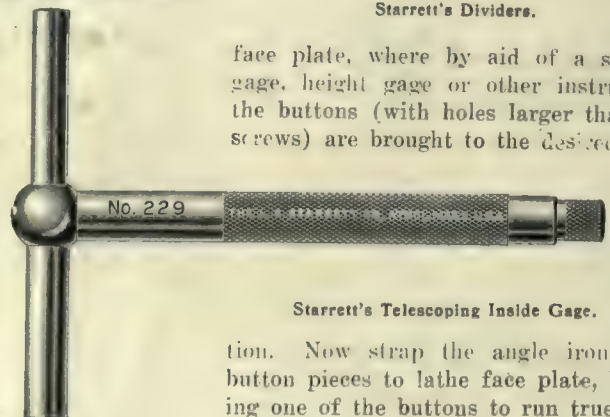 Starrett's Dividers.
face plate, where by aid of a s
gage, height gage or other instru
the buttons (with holes larger tha
screws) are brought to the desired
No. 229
Starrett's Telescoping Inside Gage.
tion. Now strap the angle iron
button pieces to lathe face plate,
ing one of the buttons to run true